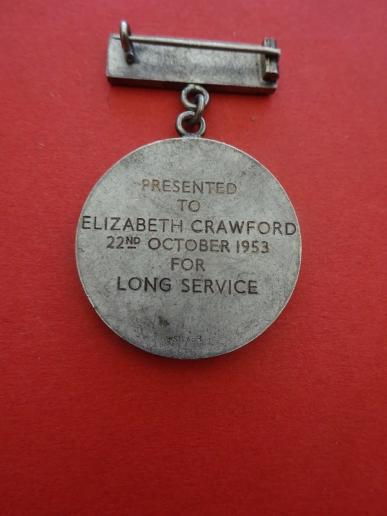 PRESENTED
TO
ELIZABETH CRAWFORD
22ND OCTOBER 1953
FOR
LONG SERVICE